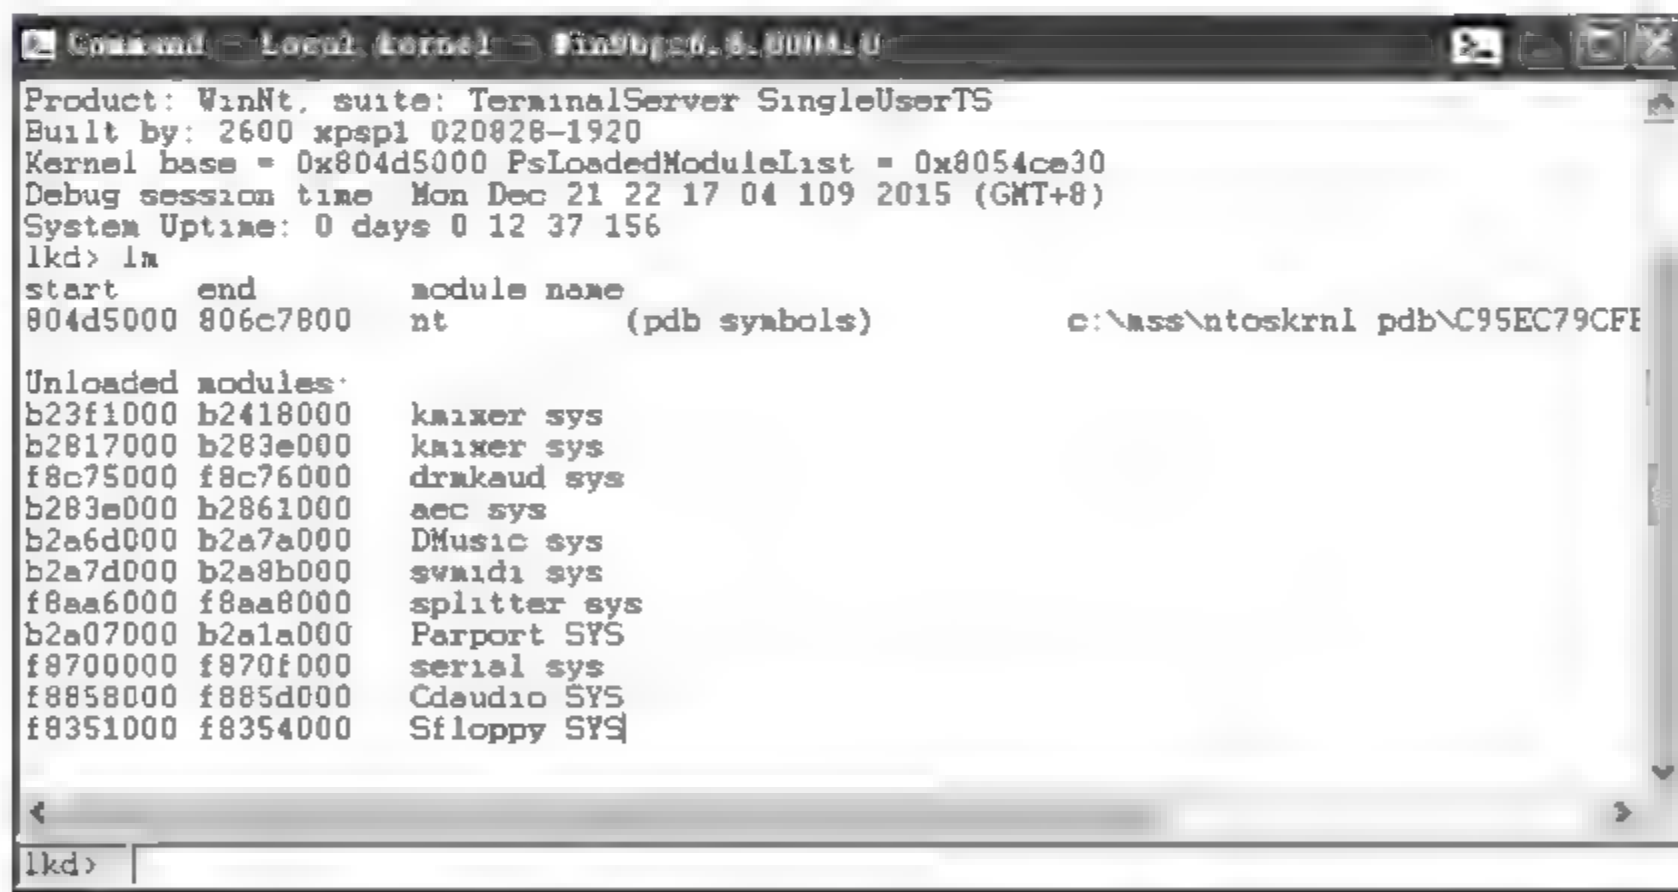 Command - Local kernel - WinDbg:6.
Product: WinNt, suite: TerminalServer SingleUserTS
Built by: 2600 xpsp1 020828-1920
Kernel base = 0x804d5000 PsLoadedModuleList = 0x8054ce30
Debug session time Mon Dec 21 22 17 04 109 2015 (GMT+8)
System Uptime: 0 days 0 12 37 156
lkd> lm
start end module name
804d5000 806c7800 nt (pdb symbols) c:\mss\ntoskrnl pdb\C95EC79CFE
Unloaded modules:
b23f1000 b2418000 kmixer sys
b2817000 b283e000 kmixer sys
f8c75000 f8c76000 drmkaud sys
b283e000 b2861000 aec sys
b2a6d000 b2a7a000 DMusic sys
b2a7d000 b2a8b000 swmidi sys
f8aa6000 f8aa8000 splitter sys
b2a07000 b2a1a000 Parport SYS
f8700000 f870f000 serial sys
f8858000 f885d000 Cdaudio SYS
f8351000 f8354000 Sfloppy SYS
lkd>